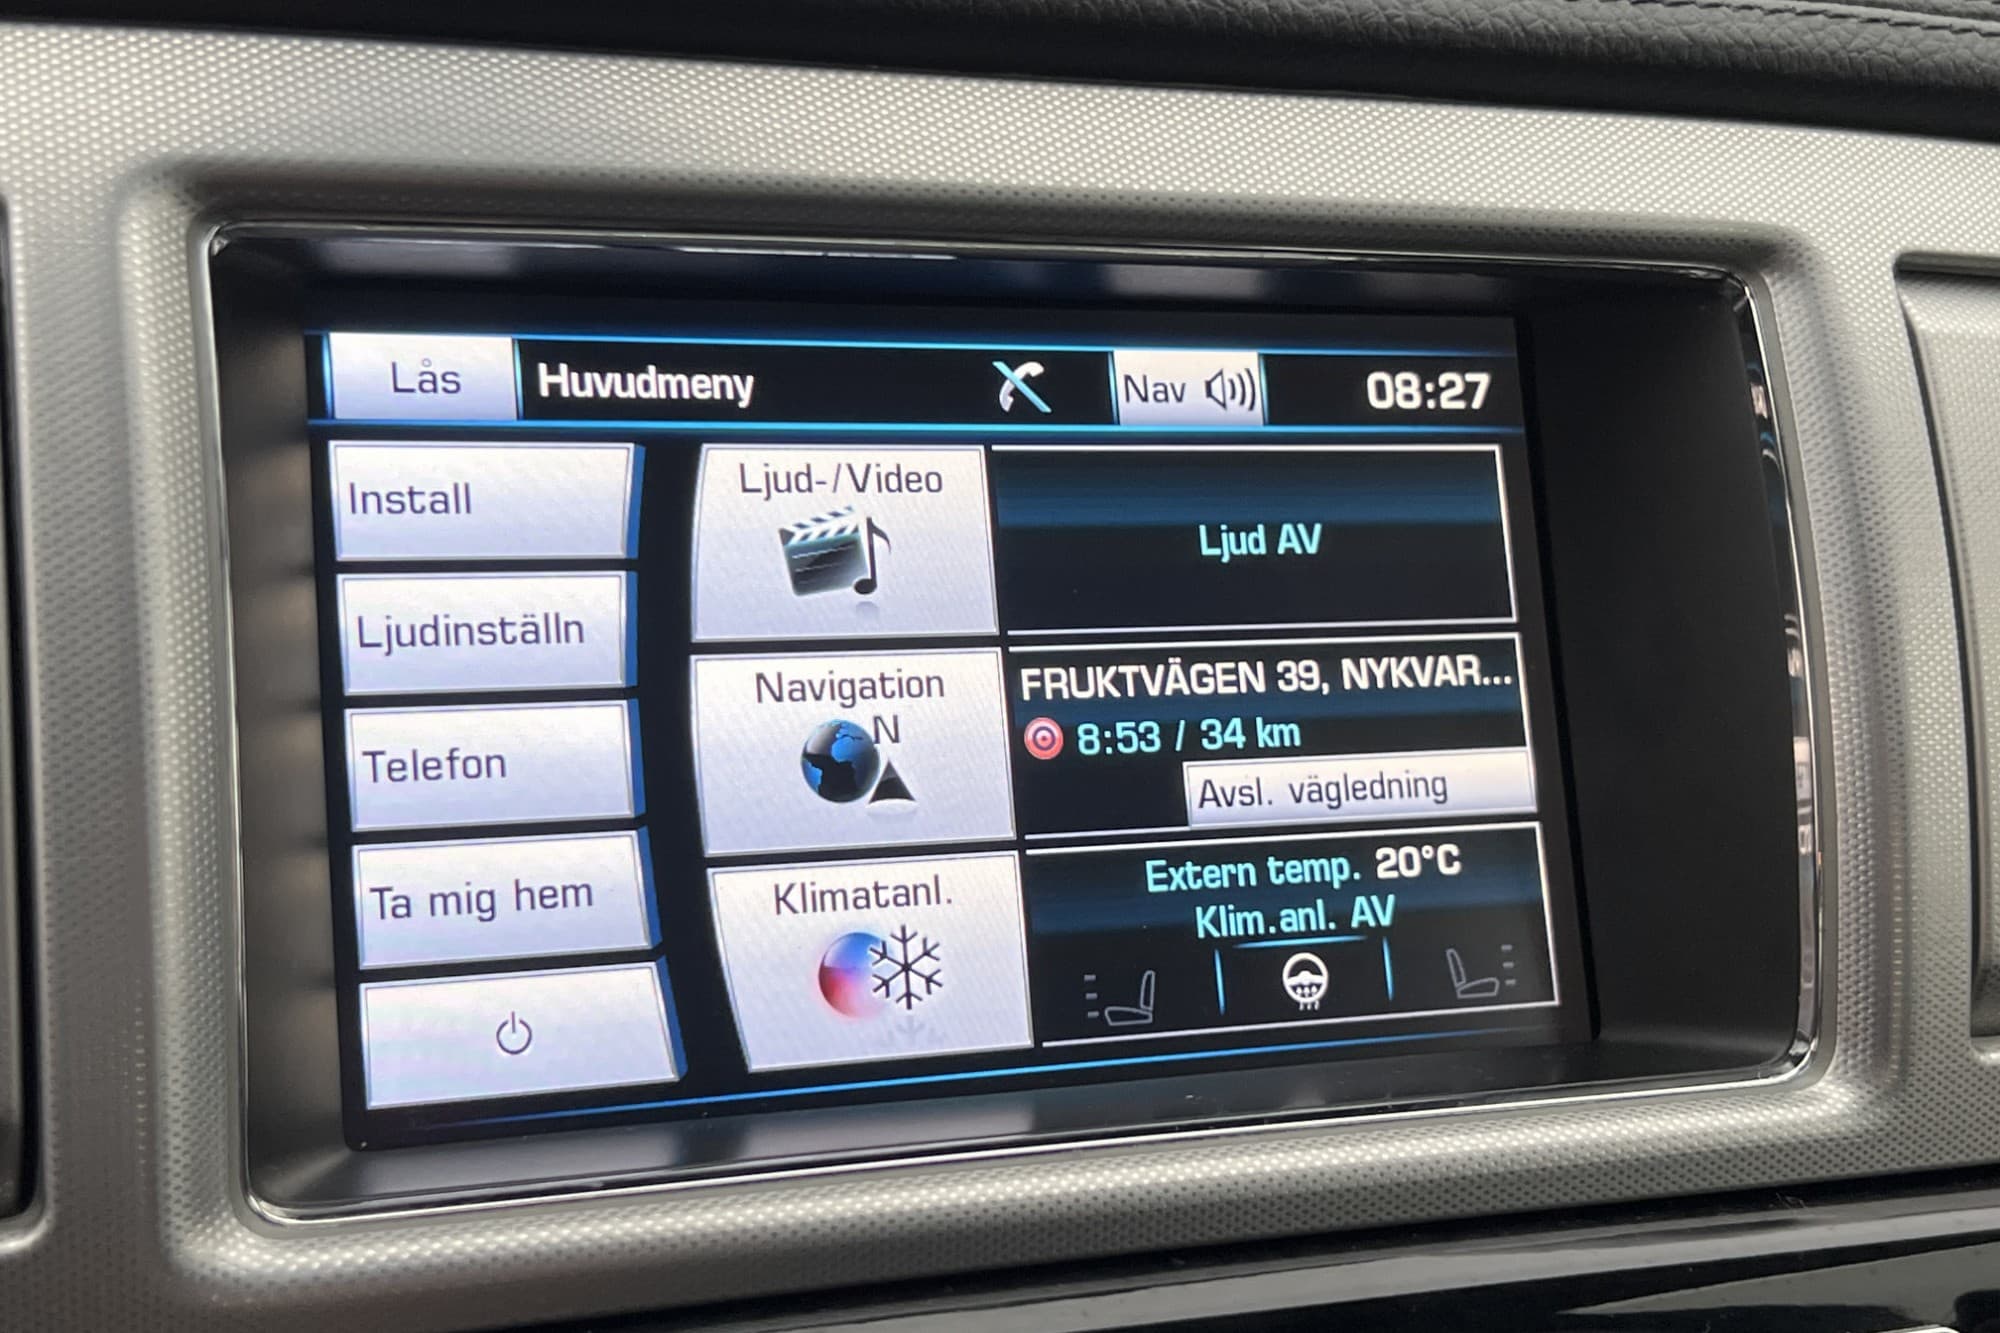 Lås
Huvudmeny
Nav
08:27
Install
Ljudinställn
Telefon
Ta mig hem
Ljud-/Video
Ljud AV
Navigation
N
FRUKTVÄGEN 39, NYKVAR...
8:53 / 34 km
Avsl. vägledning
Klimatanl.
Extern temp. 20°C
Klim.anl. AV